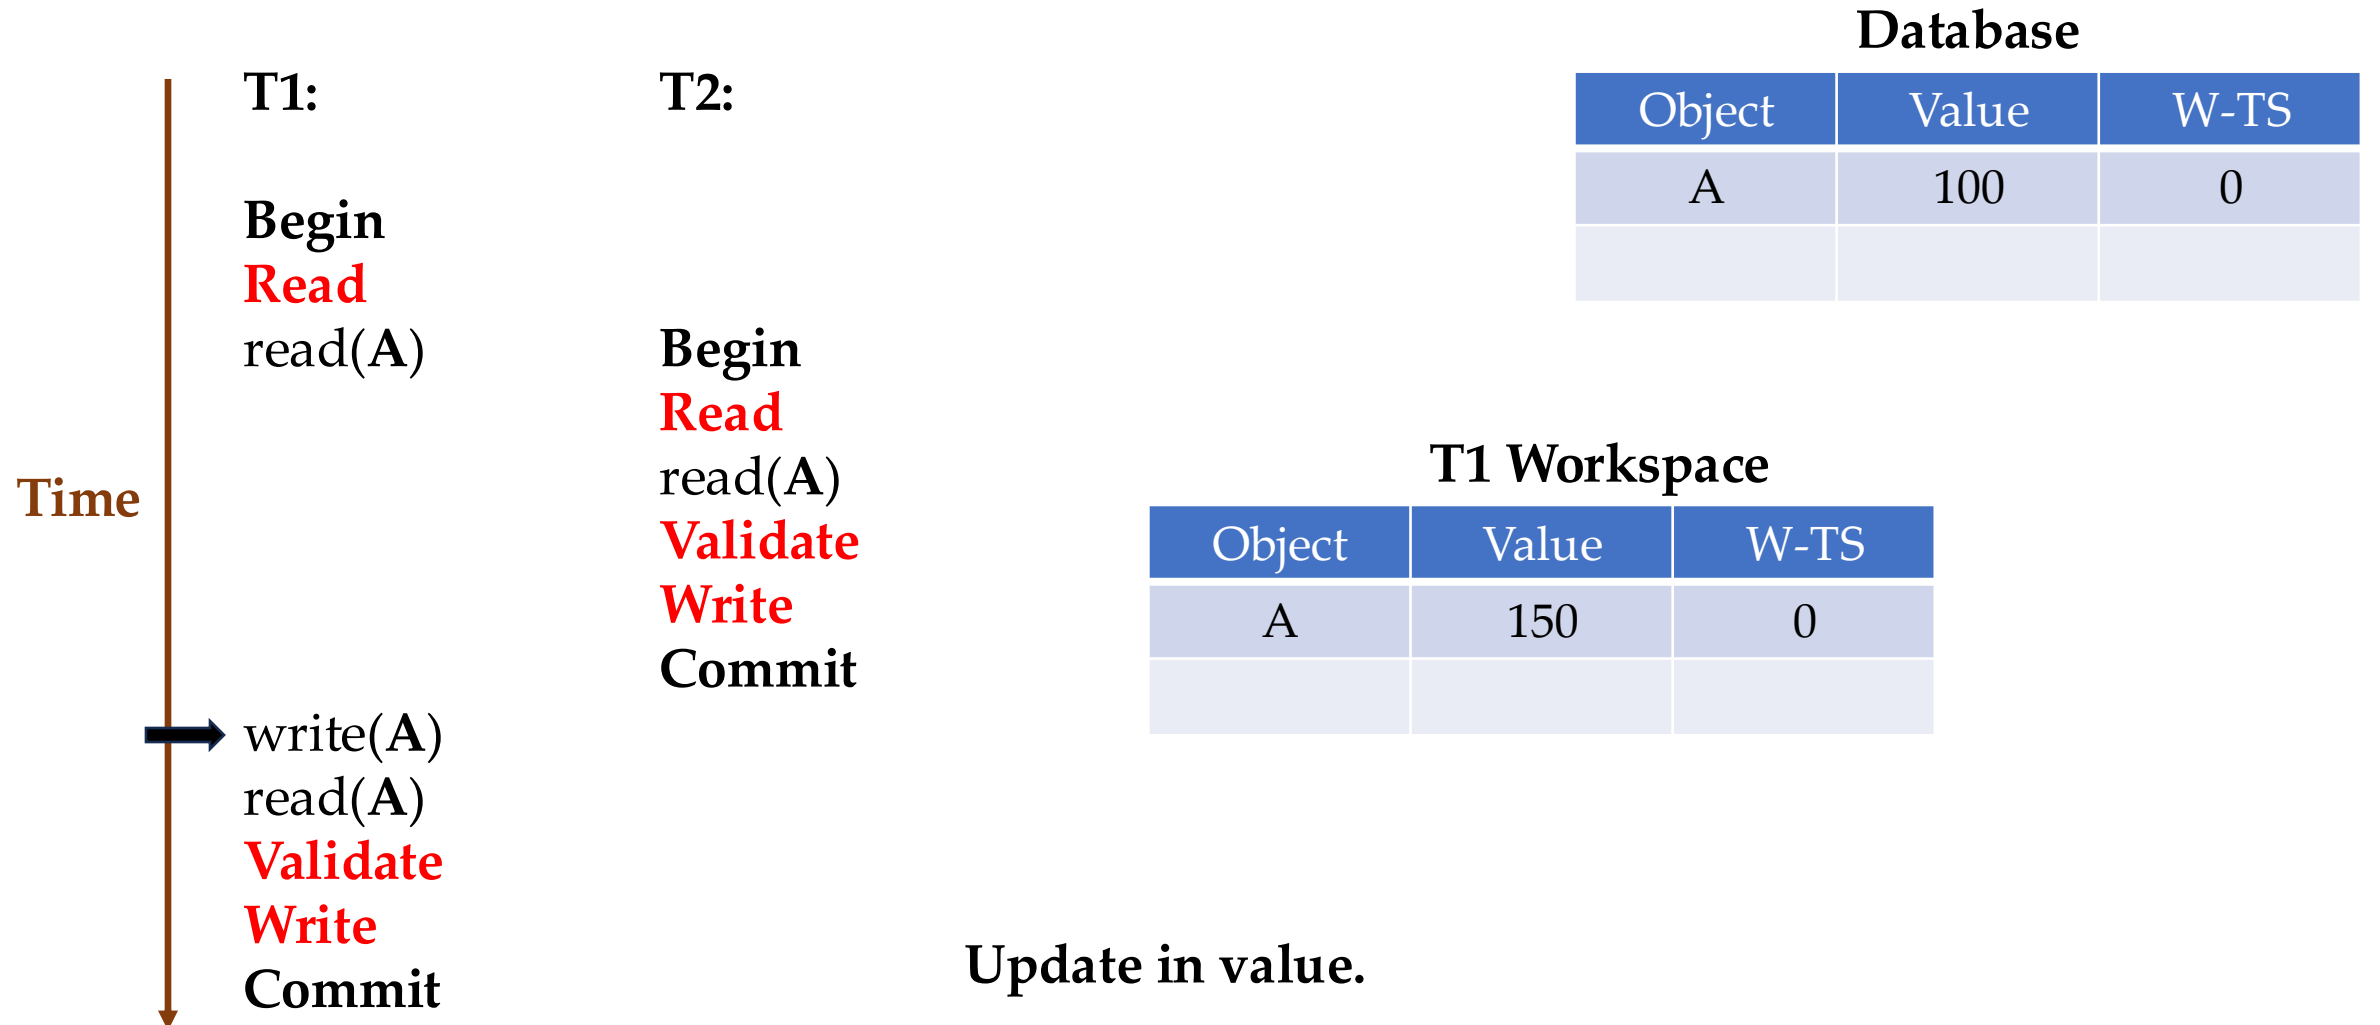 T1:
Begin
Read
read(A)
write(A)
read(A)
Validate
Write
Commit
Time
T2:
Begin
Read
read(A)
Validate
Write
Commit
Database
Object Value W-TS
A 100 0
T1 Workspace
Object Value W-TS
A 150 0
Update in value.